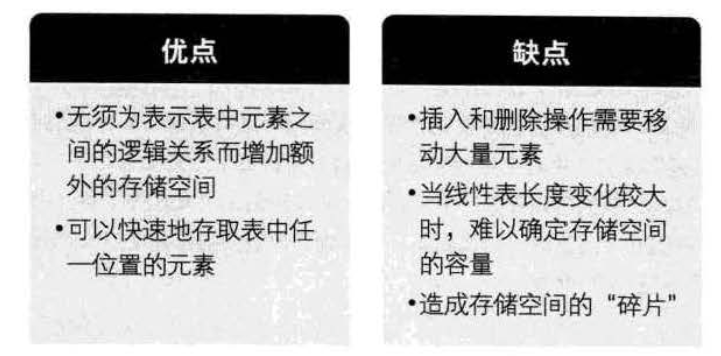 优点
•无须为表示表中元素之
间的逻辑关系而增加额
外的存储空间
•可以快速地存取表中任
一位置的元素
缺点
•插入和删除操作需要移
动大量元素
•当线性表长度变化较大
时，难以确定存储空间
的容量
•造成存储空间的“碎片”